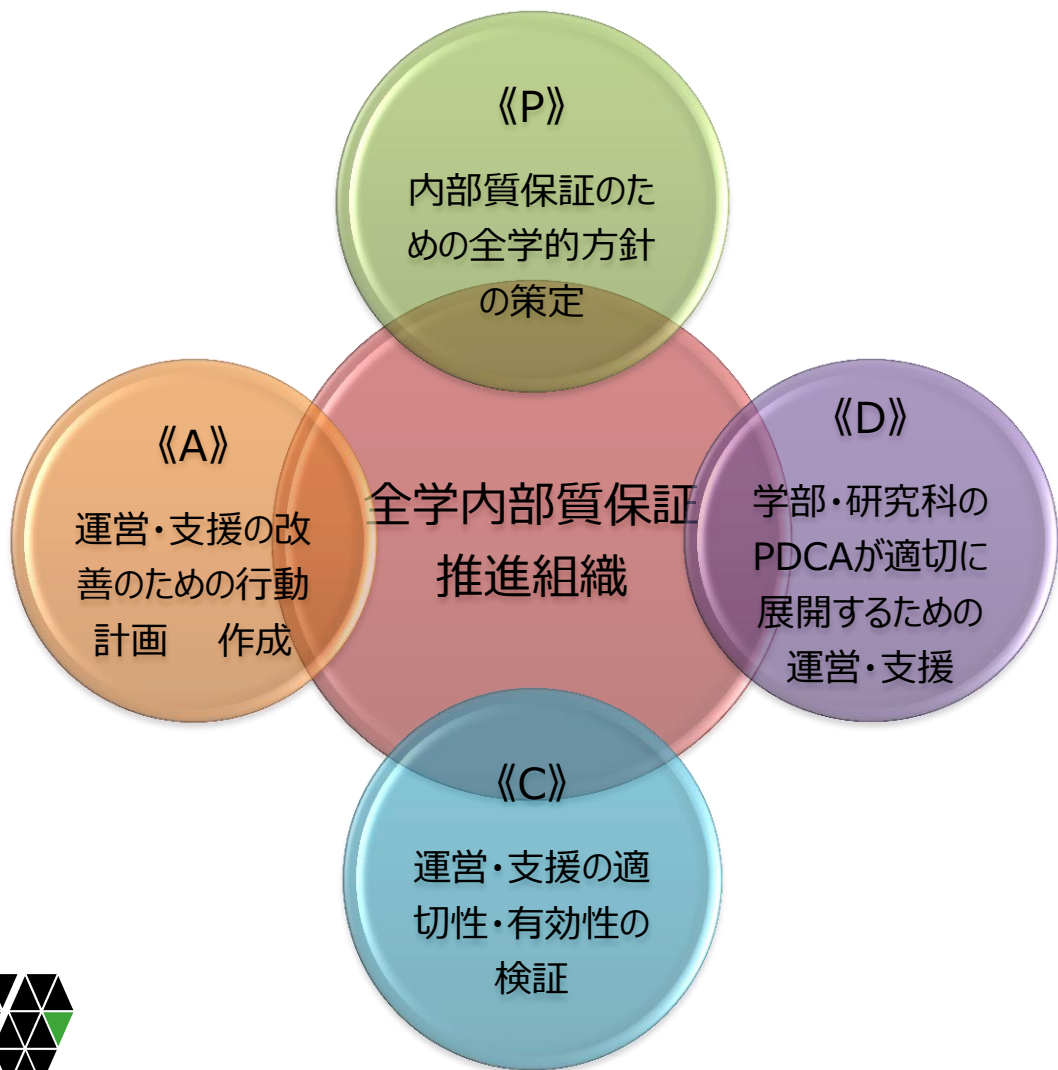 《P》
内部質保証のた
めの全学的方針
の策定
《A》
運営・支援の改
善のための行動
計画　作成
全学内部質保証
推進組織
《D》
学部・研究科の
PDCAが適切に
展開するための
運営・支援
《C》
運営・支援の適
切性・有効性の
検証